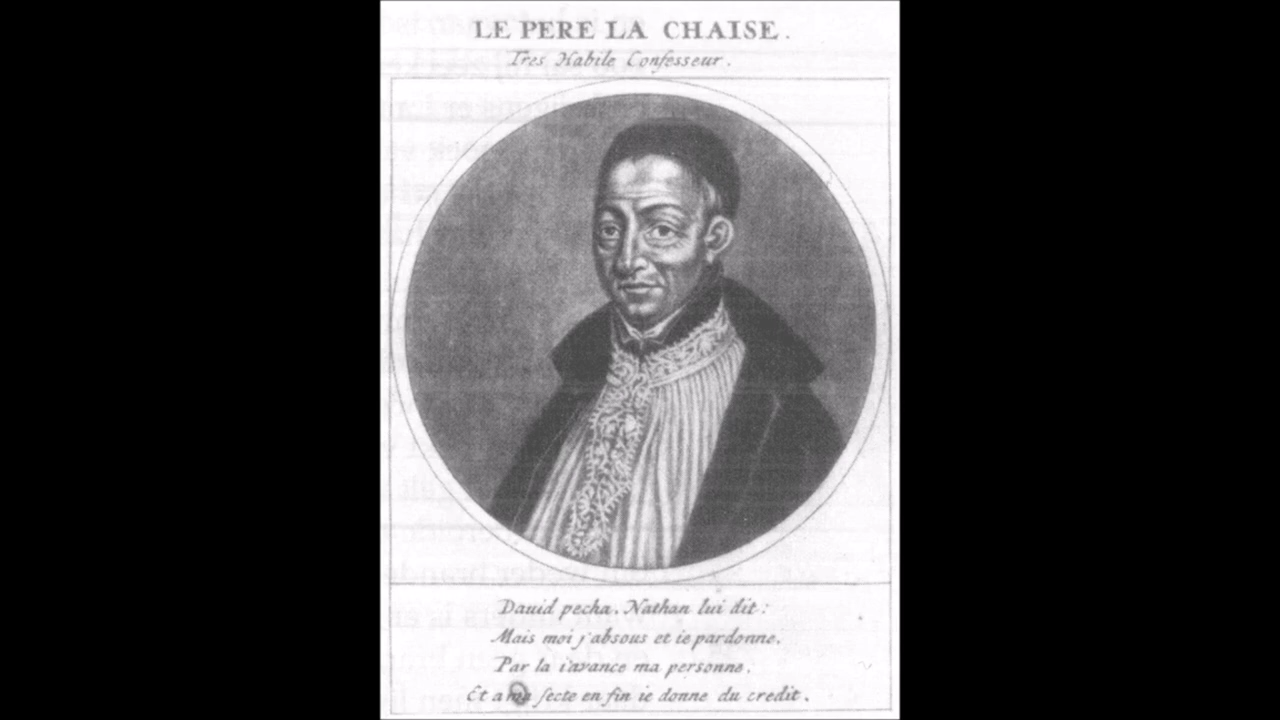 LE PERE LA CHAISE.
Tres Habile Confesseur.
Dauid pecha, Nathan lui dit:
Mais moi j'absous et ie pardonne.
Par la i'avance ma personne.
Et a ma secte en fin ie donne du credit.